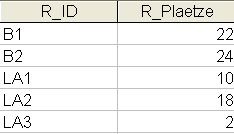 R_ID R_Plaetze
B1 22
B2 24
LA1 10
LA2 18
LA3 2